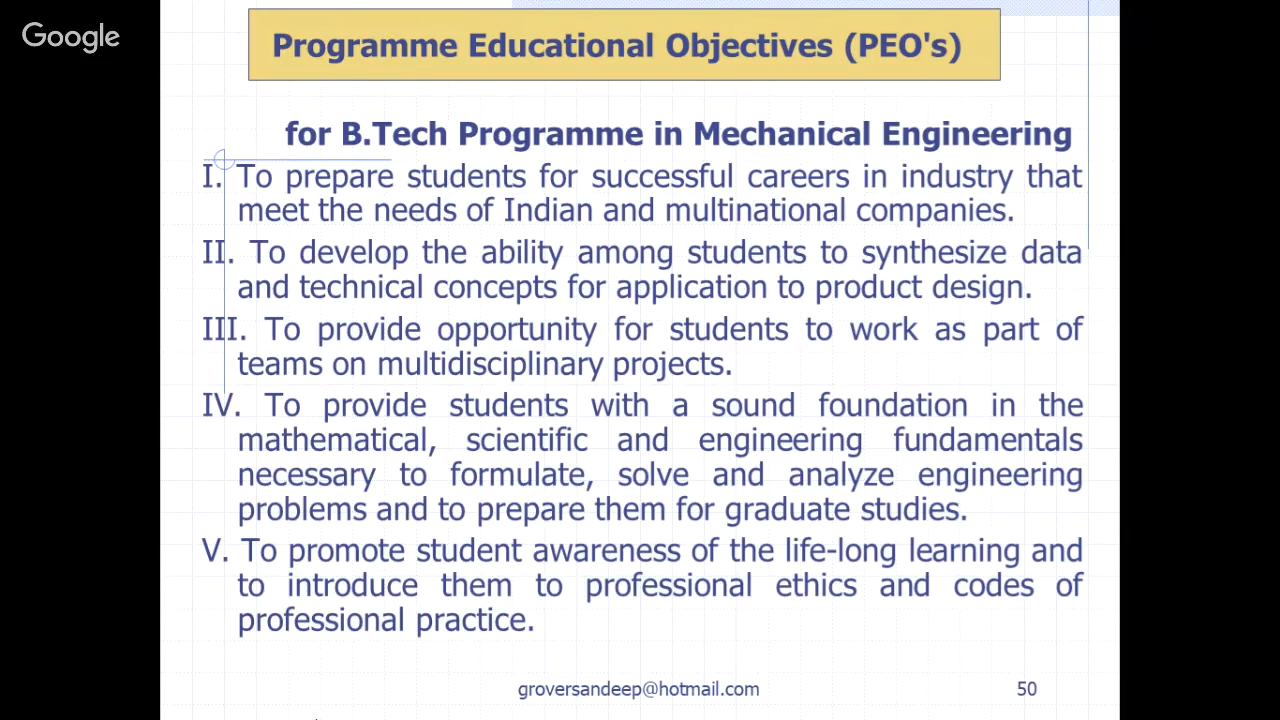 Google
Programme Educational Objectives (PEO's)
for B.Tech Programme in Mechanical Engineering
I. To prepare students for successful careers in industry that
meet the needs of Indian and multinational companies.
II. To develop the ability among students to synthesize data
and technical concepts for application to product design.
III. To provide opportunity for students to work as part of
teams on multidisciplinary projects.
IV. To provide students with a sound foundation in the
mathematical, scientific and engineering fundamentals
necessary to formulate, solve and analyze engineering
problems and to prepare them for graduate studies.
V. To promote student awareness of the life-long learning and
to introduce them to professional ethics and codes of
professional practice.
groversandeep@hotmail.com 50